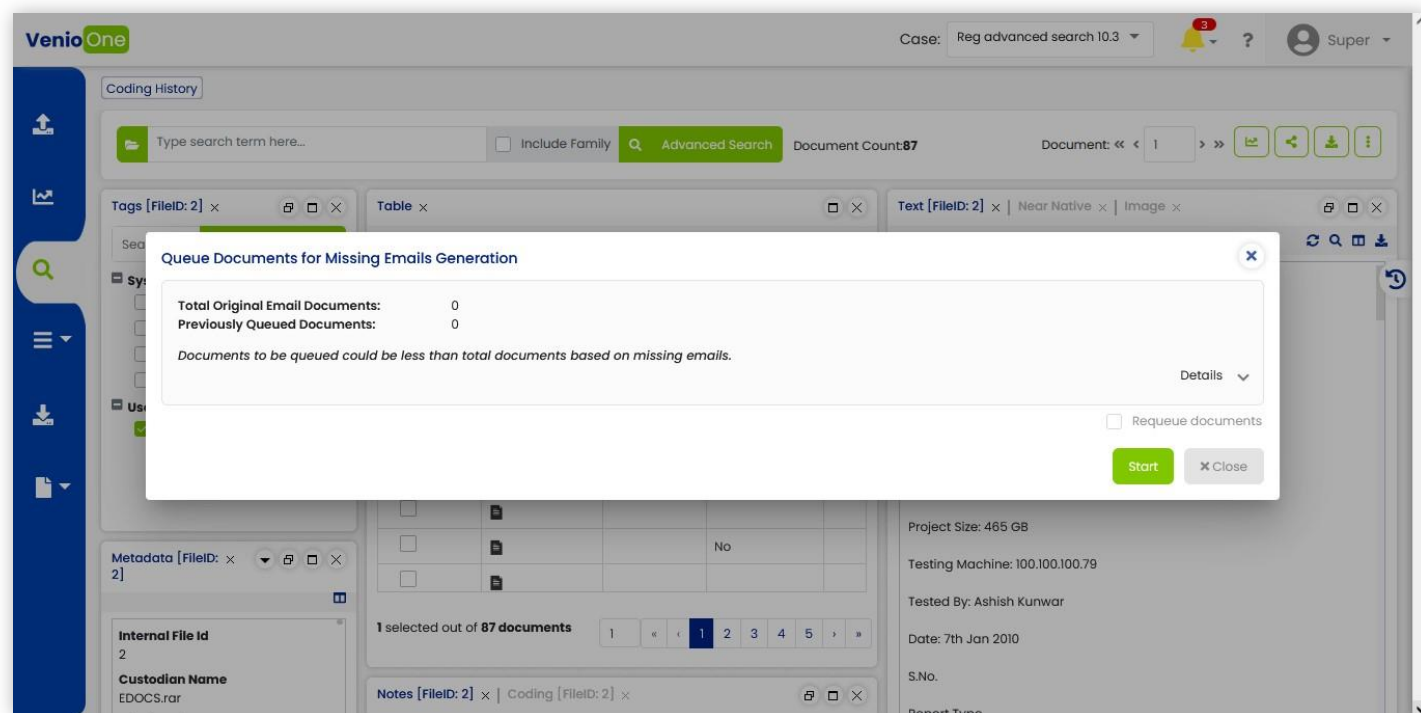 VenioOne
Case: Reg advanced search 10.3
3
?
Super
Coding History
Type search term here...
Include Family
Advanced Search
Document Count:87
Document: « < 1 > »
Tags [FileID: 2] ×
Table ×
Text [FileID: 2] × | Near Native × | Image ×
Sea
Sys
Use
Queue Documents for Missing Emails Generation
Total Original Email Documents: 0
Previously Queued Documents: 0
Documents to be queued could be less than total documents based on missing emails.
Details
Requeue documents
Start
× Close
No
1 selected out of 87 documents
1 « ‹ 1 2 3 4 5 › »
Metadata [FileID: ×
2]
Internal File Id
2
Custodian Name
EDOCS.rar
Notes [FileID: 2] × | Coding [FileID: 2] ×
Project Size: 465 GB
Testing Machine: 100.100.100.79
Tested By: Ashish Kunwar
Date: 7th Jan 2010
S.No.
Report Type